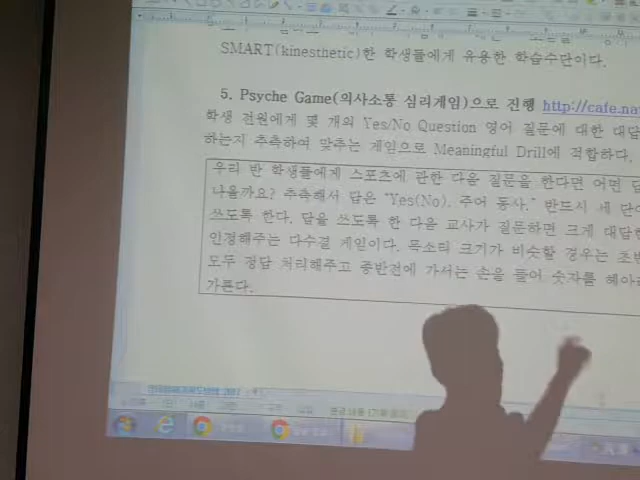 SMART(kinesthetic)한 학생들에게 유용한 학습수단이다.
5. Psyche Game(의사소통 심리게임)으로 진행 http://cafe.na
학생 전원에게 몇 개의 Yes/No Question 영어 질문에 대한 대답
하는지 추측하여 맞추는 게임으로 Meaningful Drill에 적합하다.
우리 반 학생들에게 스포츠에 관한 다음 질문을 한다면 어떤 답
나올까요? 추측해서 답은 "Yes(No), 주어 동사." 반드시 세 단어
쓰도록 한다. 답을 쓰도록 한 다음 교사가 질문하면 크게 대답한
인정해주는 다수결 게임이다. 목소리 크기가 비슷할 경우는 초반
모두 정답 처리해주고 중반전에 가서는 손을 들어 숫자를 헤아려
가른다.